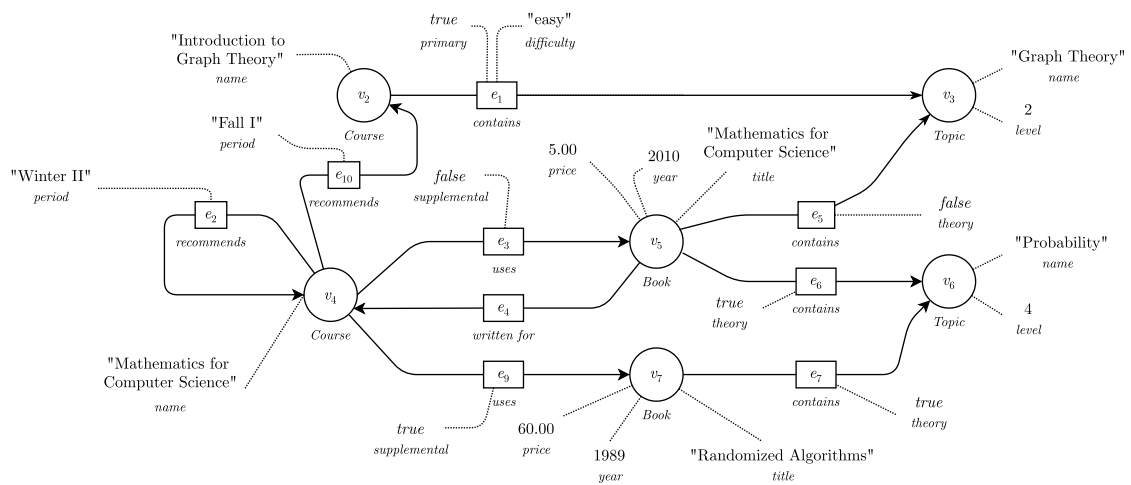 true
primary
"easy"
difficulty
"Introduction to
Graph Theory"
name
v2
Course
e1
contains
v3
Topic
"Graph Theory"
name
2
level
"Fall I"
period
e10
recommends
"Winter II"
period
e2
recommends
false
supplemental
e3
uses
5.00
price
2010
year
"Mathematics for
Computer Science"
title
v5
Book
e5
contains
false
theory
e6
contains
true
theory
"Probability"
name
v6
Topic
4
level
v4
Course
e4
written for
"Mathematics for
Computer Science"
name
e9
uses
true
supplemental
v7
Book
60.00
price
1989
year
"Randomized Algorithms"
title
e7
contains
true
theory